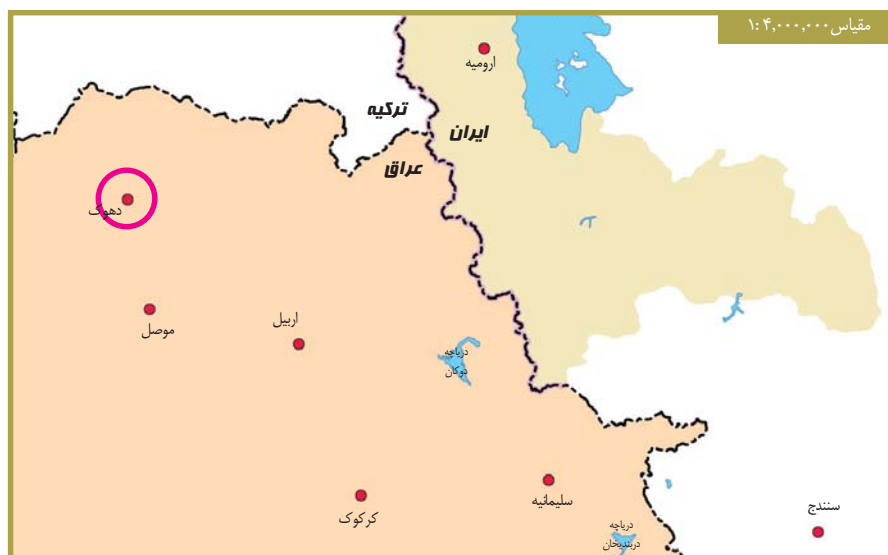 مقیاس ۱:۴,۰۰۰,۰۰۰
ارومیه
ترکیه
ایران
عراق
دهوک
موصل
اربیل
دریاچه
دوکان
سلیمانیه
کرکوک
سنندج
دریاچه
دربندیخان